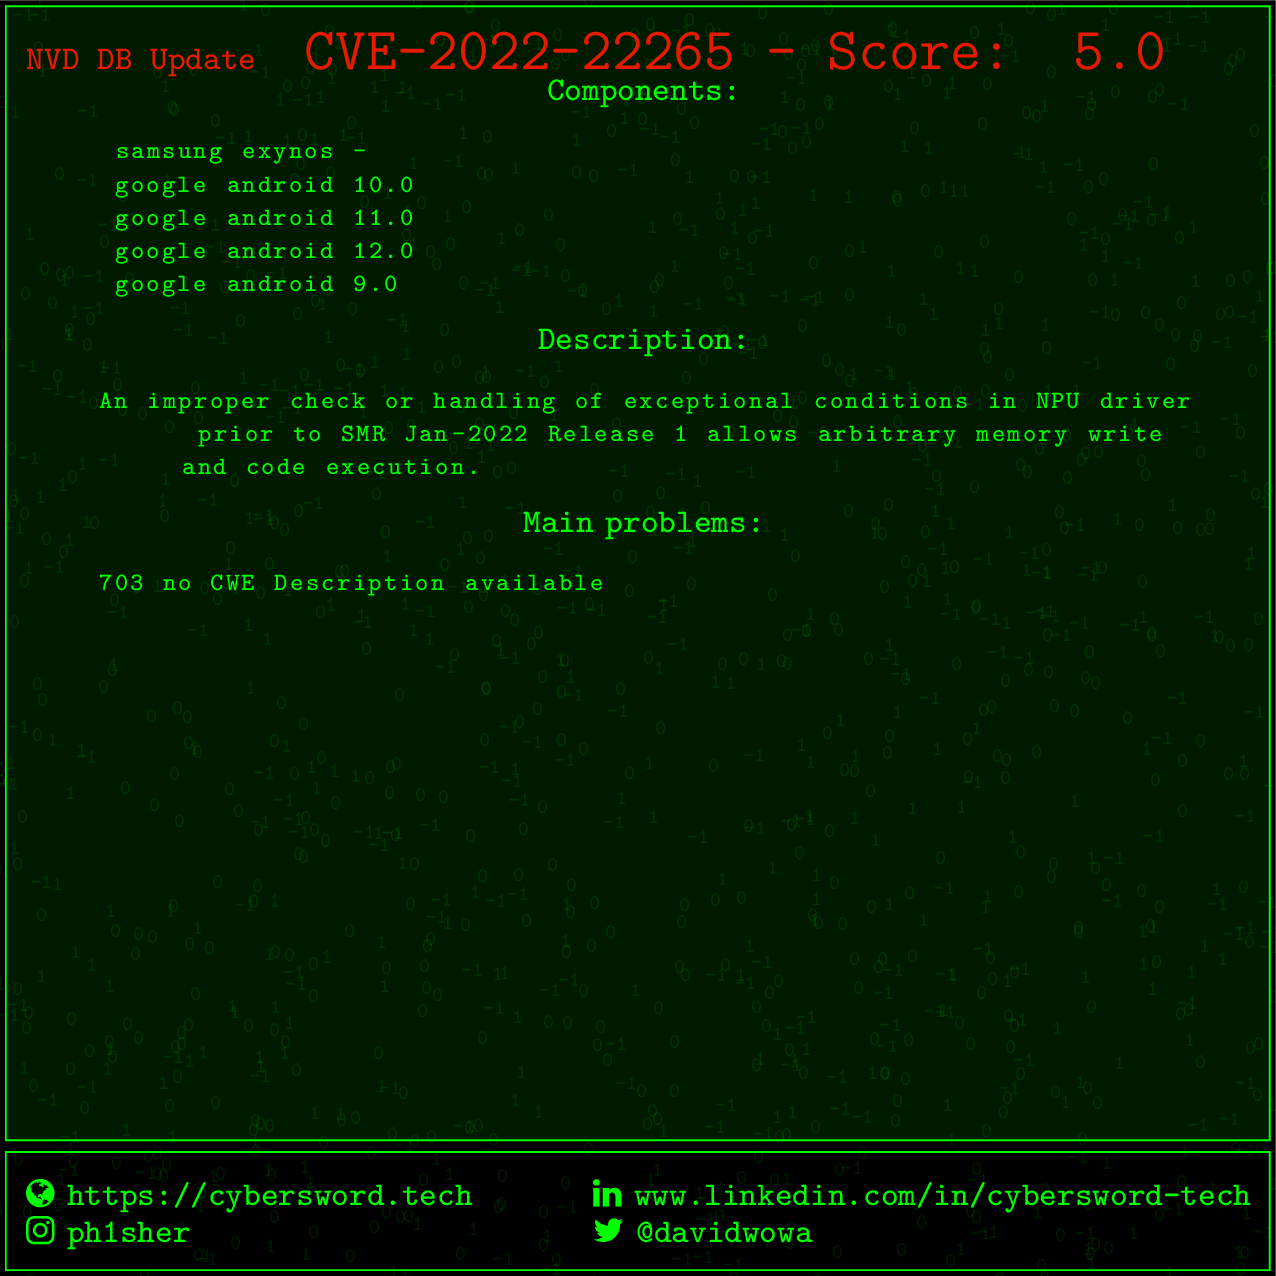 NVD DB Update CVE-2022-22265 - Score: 5.0
Components:
samsung exynos -
google android 10.0
google android 11.0
google android 12.0
google android 9.0
Description:
An improper check or handling of exceptional conditions in NPU driver
prior to SMR Jan-2022 Release 1 allows arbitrary memory write
and code execution.
Main problems:
703 no CWE Description available
https://cybersword.tech www.linkedin.com/in/cybersword-tech
ph1sher @davidwowa